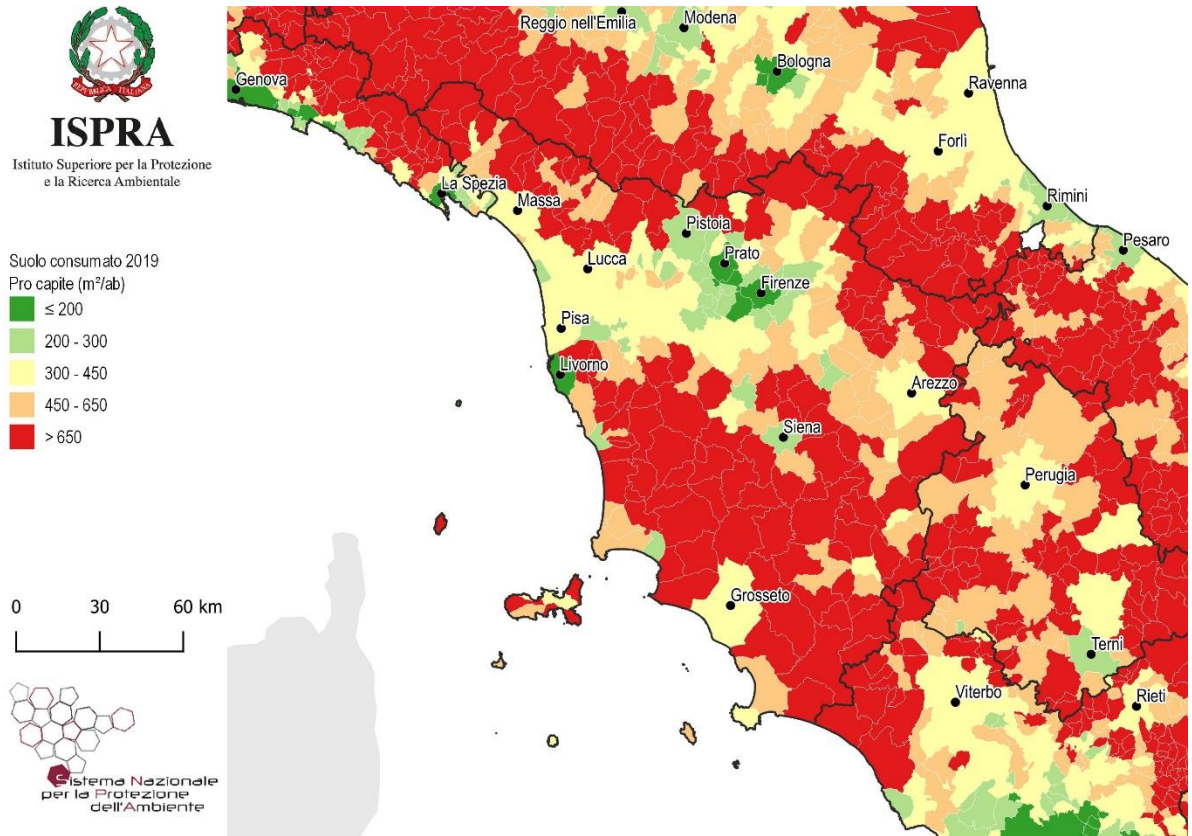 REPVBBLICA ITALIANA
ISPRA
Istituto Superiore per la Protezione
e la Ricerca Ambientale
Suolo consumato 2019
Pro capite (m²/ab)
≤ 200
200 - 300
300 - 450
450 - 650
> 650
0 30 60 km
Sistema Nazionale
per la Protezione
dell'Ambiente
Reggio nell'Emilia
Modena
Bologna
Genova
Ravenna
Forlì
La Spezia
Massa
Rimini
Pistoia
Pesaro
Prato
Lucca
Firenze
Pisa
Livorno
Arezzo
Siena
Perugia
Grosseto
Terni
Viterbo
Rieti